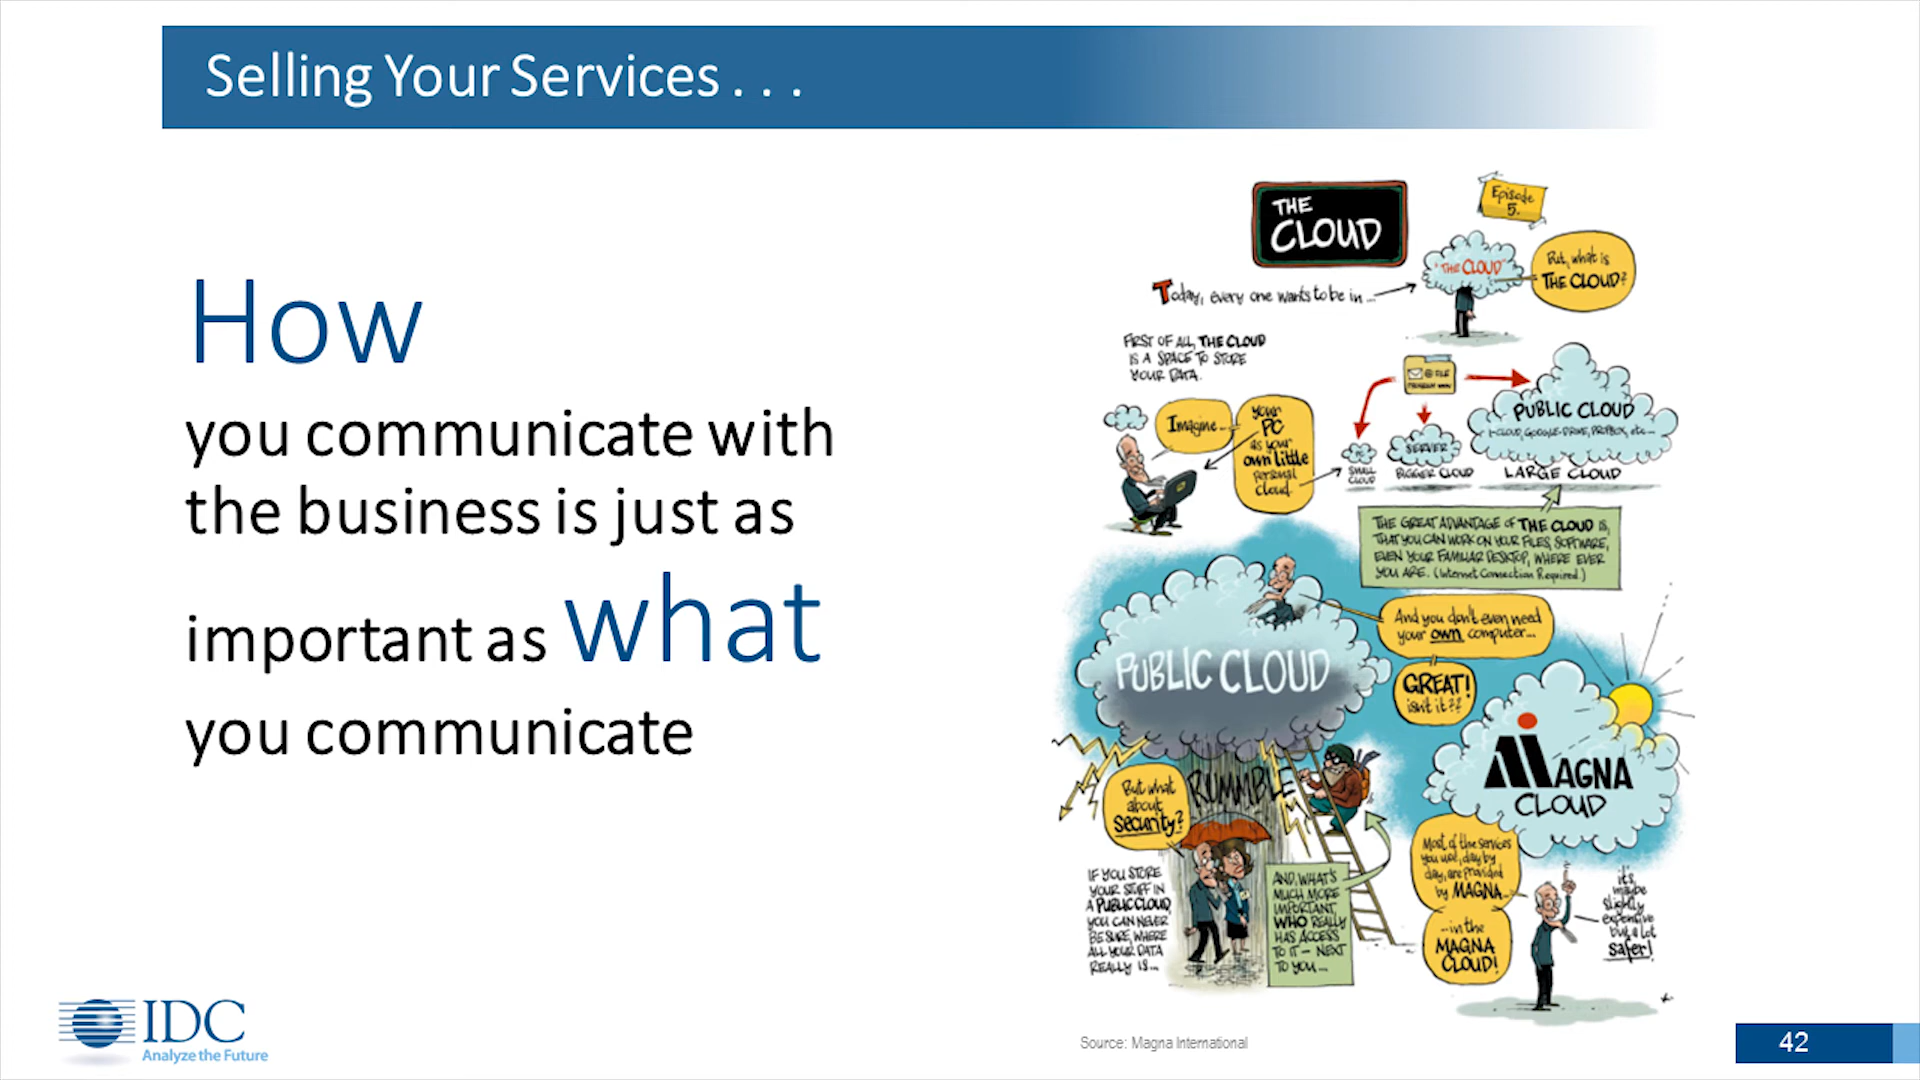 Selling Your Services . . .
How
you communicate with
the business is just as
important as what
you communicate
THE
CLOUD
Episode
5.
Today, every one wants to be in ...
"THE CLOUD"
But, what is
THE CLOUD?
FIRST OF ALL, THE CLOUD
IS A SPACE TO STORE
YOUR DATA.
Imagine...
your
PC
as your
own little
personal
cloud.
FILE
SMALL
CLOUD
SERVER
BIGGER CLOUD
PUBLIC CLOUD
I-CLOUD, GOOGLE-DRIVE, DROPBOX, etc...
LARGE CLOUD
THE GREAT ADVANTAGE OF THE CLOUD IS,
THAT YOU CAN WORK ON YOUR FILES, SOFTWARE,
EVEN YOUR FAMILIAR DESKTOP, WHERE EVER
YOU ARE. (Internet Connection Required.)
And you don't even need
your own computer...
GREAT!
isn't it??
PUBLIC CLOUD
RUMMBLE
But what
about
security?
IF YOU STORE
YOUR STUFF IN
A PUBLIC CLOUD,
YOU CAN NEVER
BE SURE, WHERE
ALL YOUR DATA
REALLY IS...
AND, WHAT'S
MUCH MORE
IMPORTANT,
WHO REALLY
HAS ACCESS
TO IT - NEXT
TO YOU...
MAGNA
CLOUD
Most of the services
you use, day by
day, are provided
by MAGNA...
...in the
MAGNA
CLOUD!
it's
maybe
slightly
expensive
but a lot
safer!
Source: Magna International
IDC
Analyze the Future
42